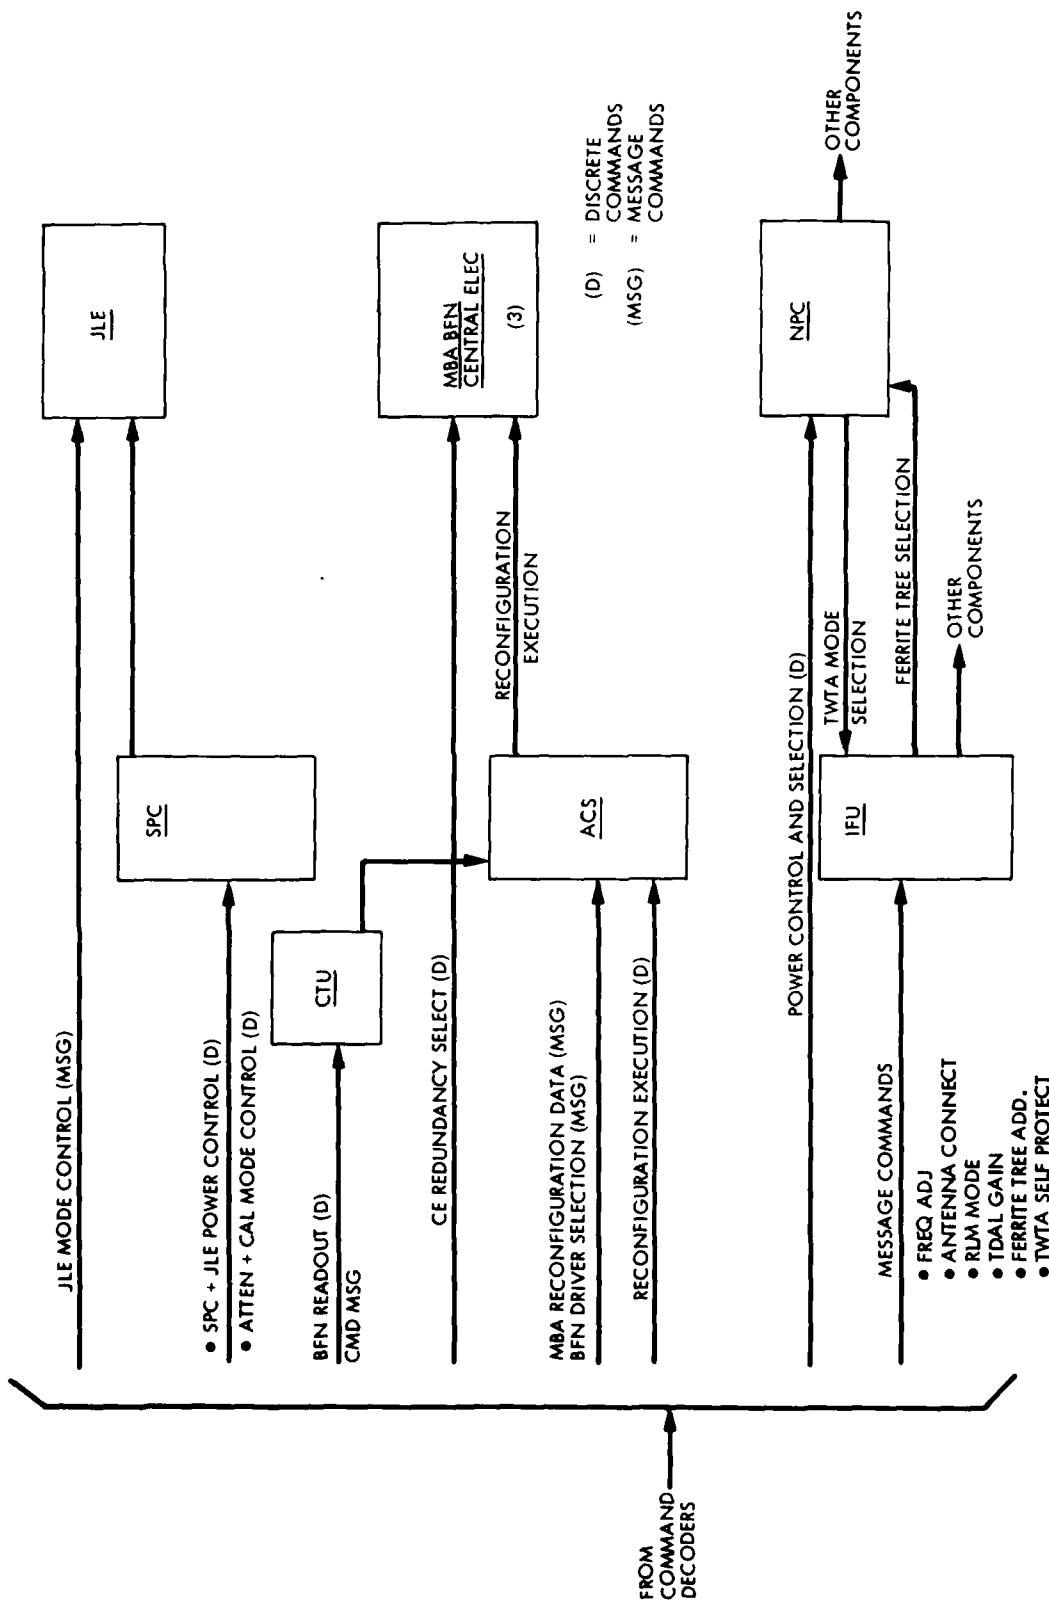 JLE MODE CONTROL (MSG)
JLE
• SPC + JLE POWER CONTROL (D)
• ATTEN + CAL MODE CONTROL (D)
SPC
BFN READOUT (D)
CMD MSG
CTU
CE REDUNDANCY SELECT (D)
MBA BFN
CENTRAL ELEC
(3)
MBA RECONFIGURATION DATA (MSG)
BFN DRIVER SELECTION (MSG)
RECONFIGURATION EXECUTION (D)
ACS
RECONFIGURATION
EXECUTION
(D) = DISCRETE
COMMANDS
(MSG) = MESSAGE
COMMANDS
FROM
COMMAND
DECODERS
POWER CONTROL AND SELECTION (D)
TWTA MODE
SELECTION
NPC
OTHER
COMPONENTS
MESSAGE COMMANDS
• FREQ ADJ
• ANTENNA CONNECT
• RLM MODE
• TDAL GAIN
• FERRITE TREE ADD.
• TWTA SELF PROTECT
IFU
FERRITE TREE SELECTION
OTHER
COMPONENTS